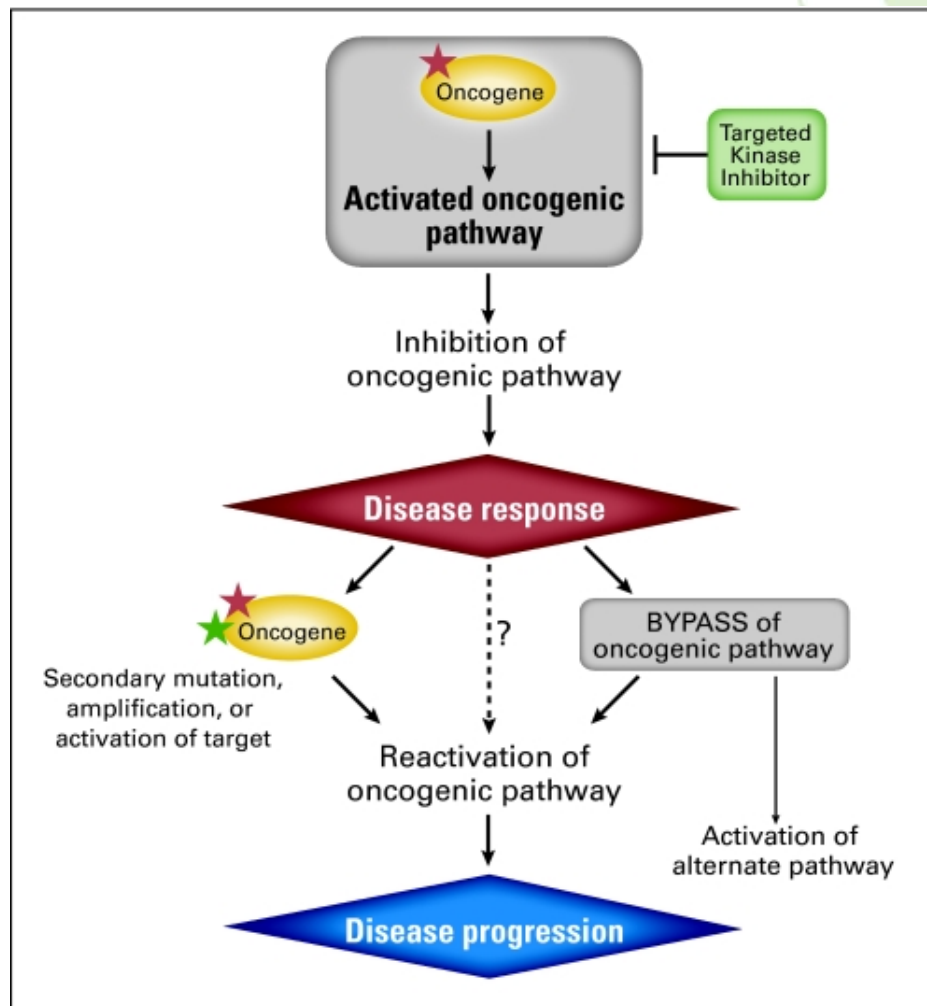 Oncogene
Activated oncogenic
pathway
Targeted
Kinase
Inhibitor
Inhibition of
oncogenic pathway
Disease response
Oncogene
Secondary mutation,
amplification, or
activation of target
?
BYPASS of
oncogenic pathway
Reactivation of
oncogenic pathway
Activation of
alternate pathway
Disease progression